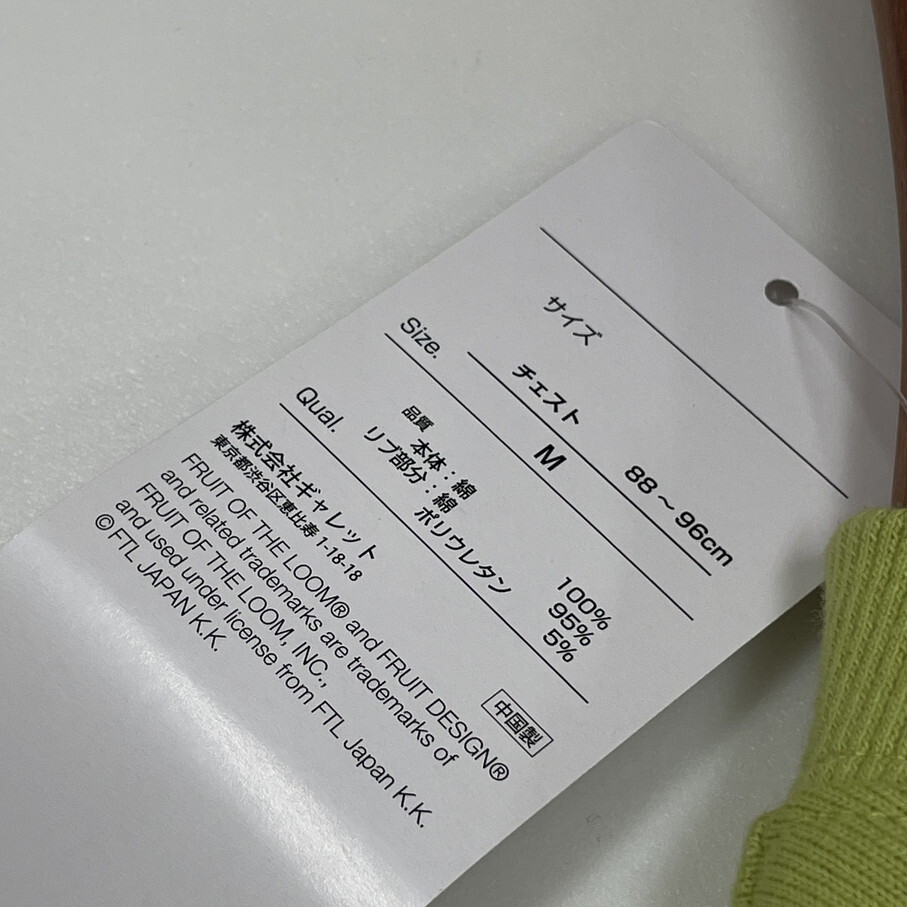 サイズ
チェスト 88～96cm
Size. M
品質 本体：綿 100%
リブ部分：綿 95%
ポリウレタン 5%
Qual.
中国製
株式会社ギャレット
東京都渋谷区恵比寿 1-18-18
FRUIT OF THE LOOM® and FRUIT DESIGN®
and related trademarks are trademarks of
FRUIT OF THE LOOM, INC.,
and used under license from FTL Japan K.K.
©FTL JAPAN K.K.